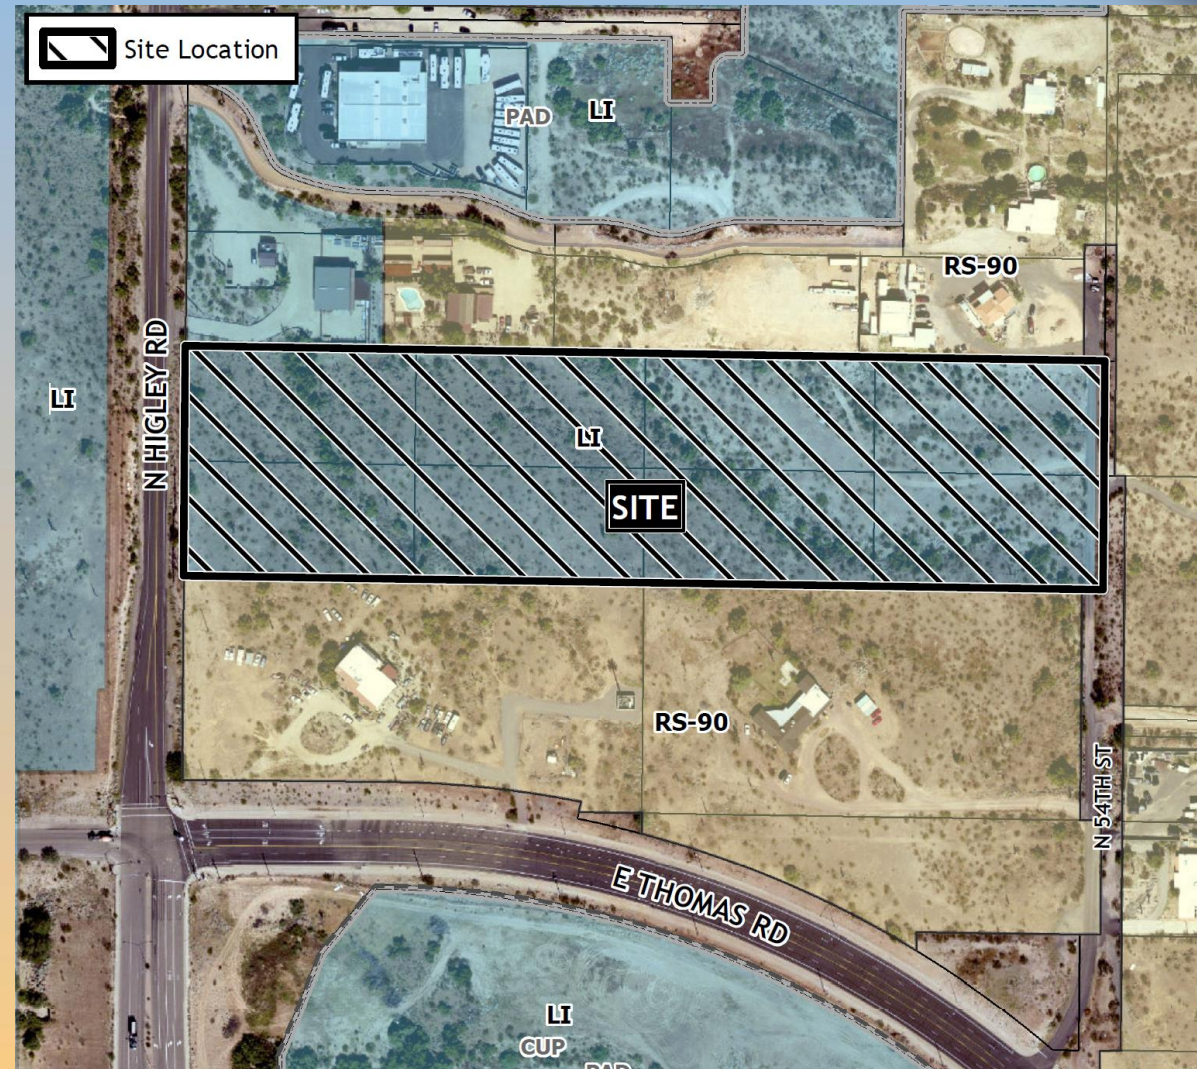 Site Location
PAD
LI
RS-90
N HIGLEY RD
LI
LI
SITE
RS-90
N 54TH ST
E THOMAS RD
LI
CUP
PAD